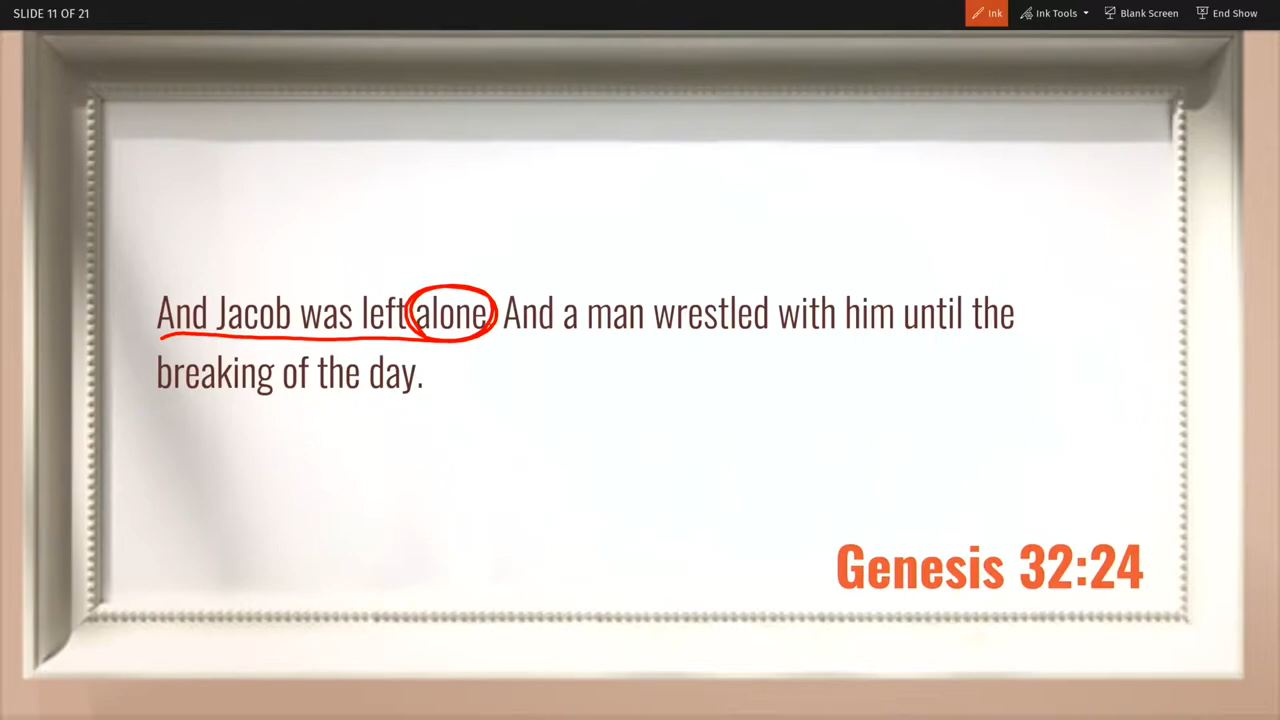 SLIDE 11 OF 21
Ink
Ink Tools
Blank Screen
End Show
And Jacob was left alone. And a man wrestled with him until the
breaking of the day.
Genesis 32:24